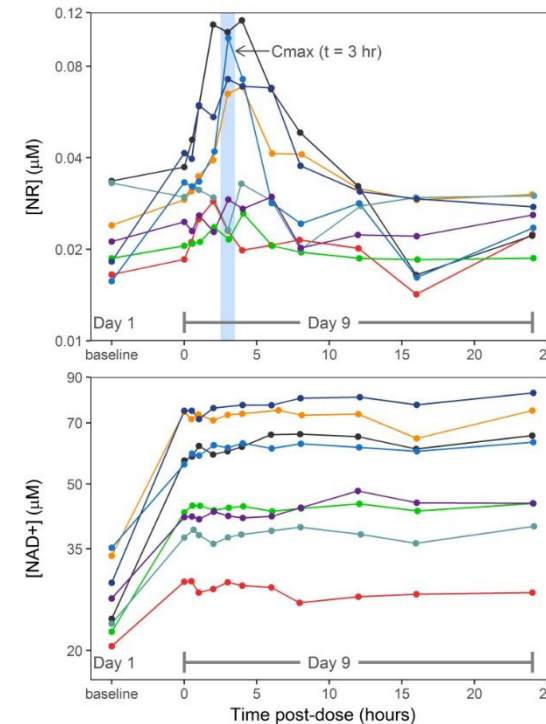 [NR] (μM)
0.12
0.08
0.04
0.02
0.01
Cmax (t = 3 hr)
Day 1
Day 9
baseline
0
5
10
15
20
2
[NAD+] (μM)
90
70
50
35
20
Day 1
Day 9
baseline
0
5
10
15
20
2
Time post-dose (hours)